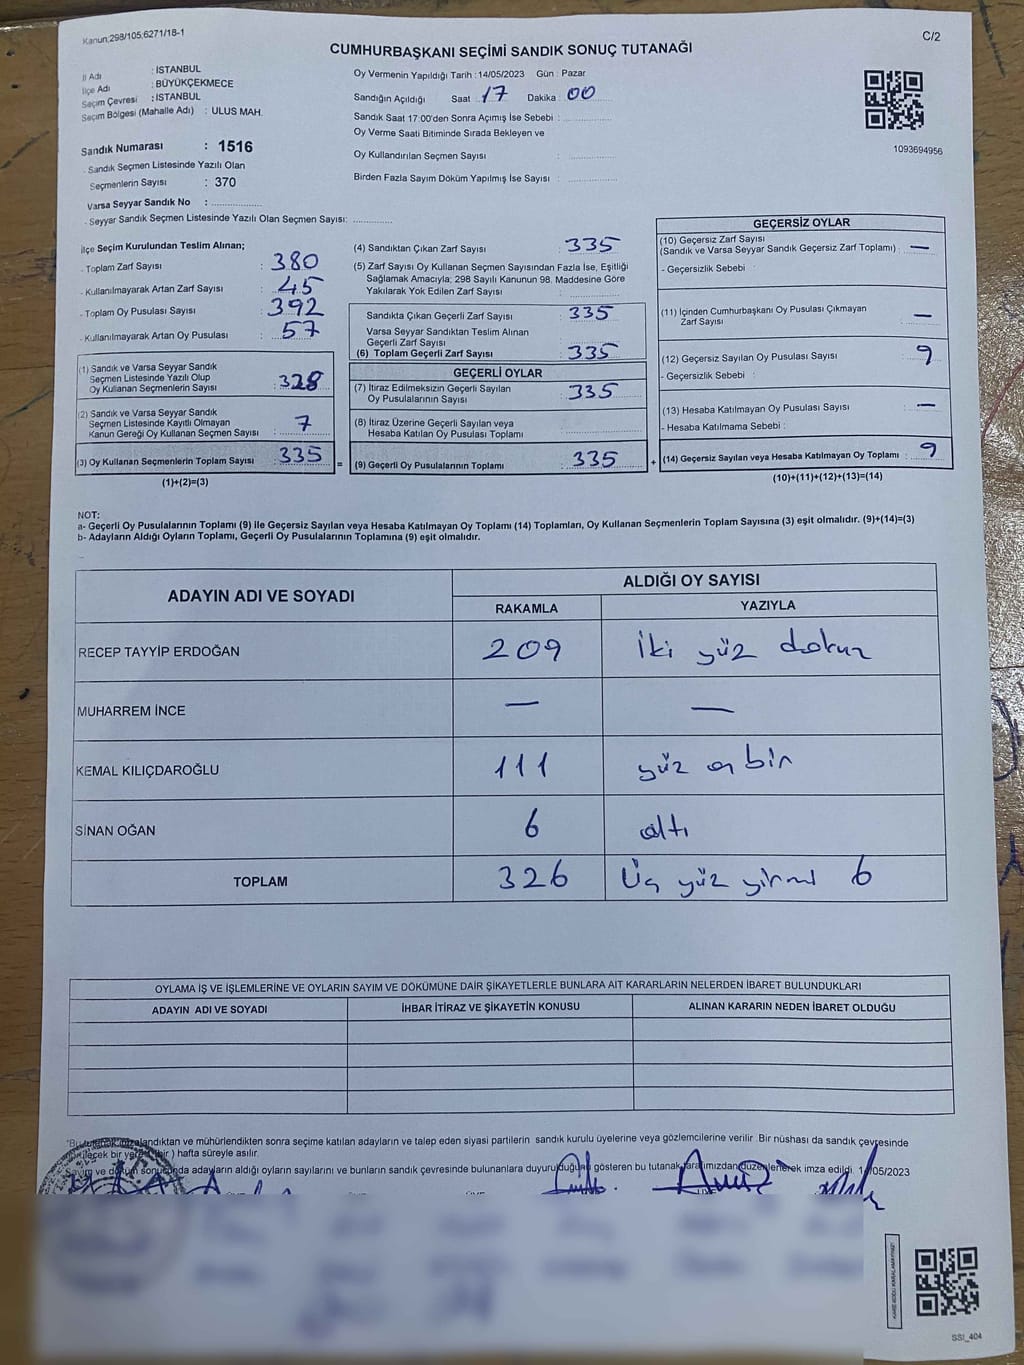 Kanun:298/105;6271/18-1
C/2
CUMHURBAŞKANI SEÇİMİ SANDIK SONUÇ TUTANAĞI
İl Adı : İSTANBUL
İlçe Adı : BÜYÜKÇEKMECE
Seçim Çevresi : İSTANBUL
Seçim Bölgesi (Mahalle Adı) : ULUS MAH.
Sandık Numarası : 1516
- Sandık Seçmen Listesinde Yazılı Olan
Seçmenlerin Sayısı : 370
Varsa Seyyar Sandık No : ..................
- Seyyar Sandık Seçmen Listesinde Yazılı Olan Seçmen Sayısı: ..............
Oy Vermenin Yapıldığı Tarih : 14/05/2023 Gün : Pazar
Sandığın Açıldığı Saat : 17 Dakika : 00
Sandık Saat 17:00'den Sonra Açımış İse Sebebi : ..................
Oy Verme Saati Bitiminde Sırada Bekleyen ve
Oy Kullandırılan Seçmen Sayısı : ..................
Birden Fazla Sayım Döküm Yapılmış İse Sayısı : ..................
1093694956
İlçe Seçim Kurulundan Teslim Alınan;
- Toplam Zarf Sayısı : 380
- Kullanılmayarak Artan Zarf Sayısı : 45
- Toplam Oy Pusulası Sayısı : 392
- Kullanılmayarak Artan Oy Pusulası : 57
(1) Sandık ve Varsa Seyyar Sandık
Seçmen Listesinde Yazılı Olup
Oy Kullanan Seçmenlerin Sayısı : 328
(2) Sandık ve Varsa Seyyar Sandık
Seçmen Listesinde Kayıtlı Olmayan
Kanun Gereği Oy Kullanan Seçmen Sayısı : 7
(3) Oy Kullanan Seçmenlerin Toplam Sayısı : 335
(1)+(2)=(3)
(4) Sandıktan Çıkan Zarf Sayısı : 335
(5) Zarf Sayısı Oy Kullanan Seçmen Sayısından Fazla İse, Eşitliği
Sağlamak Amacıyla; 298 Sayılı Kanunun 98. Maddesine Göre
Yakılarak Yok Edilen Zarf Sayısı : ..................
Sandıkta Çıkan Geçerli Zarf Sayısı : 335
Varsa Seyyar Sandıktan Teslim Alınan
Geçerli Zarf Sayısı : ..................
(6) Toplam Geçerli Zarf Sayısı : 335
GEÇERLİ OYLAR
(7) İtiraz Edilmeksizin Geçerli Sayılan
Oy Pusulalarının Sayısı : 335
(8) İtiraz Üzerine Geçerli Sayılan veya
Hesaba Katılan Oy Pusulası Toplamı : ..................
= (9) Geçerli Oy Pusulalarının Toplamı : 335
GEÇERSİZ OYLAR
(10) Geçersiz Zarf Sayısı
(Sandık ve Varsa Seyyar Sandık Geçersiz Zarf Toplamı) : —
- Geçersizlik Sebebi :
(11) İçinden Cumhurbaşkanı Oy Pusulası Çıkmayan
Zarf Sayısı : —
(12) Geçersiz Sayılan Oy Pusulası Sayısı : 9
- Geçersizlik Sebebi :
(13) Hesaba Katılmayan Oy Pusulası Sayısı : —
- Hesaba Katılmama Sebebi :
+ (14) Geçersiz Sayılan veya Hesaba Katılmayan Oy Toplamı : 9
(10)+(11)+(12)+(13)=(14)
NOT:
a- Geçerli Oy Pusulalarının Toplamı (9) ile Geçersiz Sayılan veya Hesaba Katılmayan Oy Toplamı (14) Toplamları, Oy Kullanan Seçmenlerin Toplam Sayısına (3) eşit olmalıdır. (9)+(14)=(3)
b- Adayların Aldığı Oyların Toplamı, Geçerli Oy Pusulalarının Toplamına (9) eşit olmalıdır.
ADAYIN ADI VE SOYADI
ALDIĞI OY SAYISI
RAKAMLA YAZIYLA
RECEP TAYYİP ERDOĞAN 209 İki yüz dokuz
MUHARREM İNCE — —
KEMAL KILIÇDAROĞLU 111 yüz on bir
SİNAN OĞAN 6 altı
TOPLAM 326 Üç yüz yirmi 6
OYLAMA İŞ VE İŞLEMLERİNE VE OYLARIN SAYIM VE DÖKÜMÜNE DAİR ŞİKAYETLERLE BUNLARA AİT KARARLARIN NELERDEN İBARET BULUNDUKLARI
ADAYIN ADI VE SOYADI İHBAR İTİRAZ VE ŞİKAYETİN KONUSU ALINAN KARARIN NEDEN İBARET OLDUĞU
imzalandıktan ve mühürlendikten sonra seçime katılan adayların ve talep eden siyasi partilerin sandık kurulu üyelerine veya gözlemcilerine verilir. Bir nüshası da sandık çevresinde
bir yere (bir) hafta süreyle asılır.
Sayım ve döküm sonucunda adayların aldığı oyların sayılarını ve bunların sandık çevresinde bulunanlara duyurulduğunu gösteren bu tutanak tarafımızdan düzenlenerek imza edildi. /05/2023
SSI_404